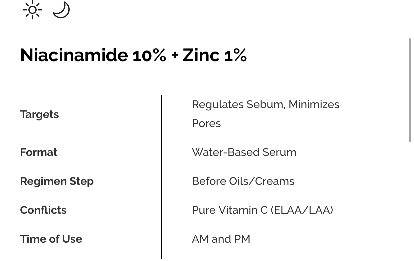 Niacinamide 10% + Zinc 1%
Targets
Regulates Sebum, Minimizes
Pores
Format
Water-Based Serum
Regimen Step
Before Oils/Creams
Conflicts
Pure Vitamin C (ELAA/LAA)
Time of Use
AM and PM